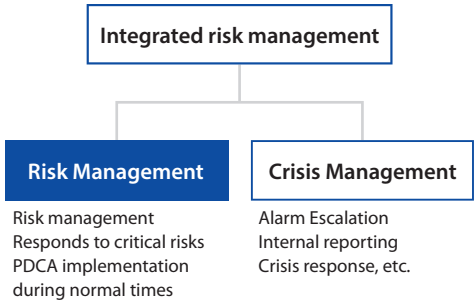 Integrated risk management
Risk Management
Crisis Management
Risk management
Responds to critical risks
PDCA implementation
during normal times
Alarm Escalation
Internal reporting
Crisis response, etc.